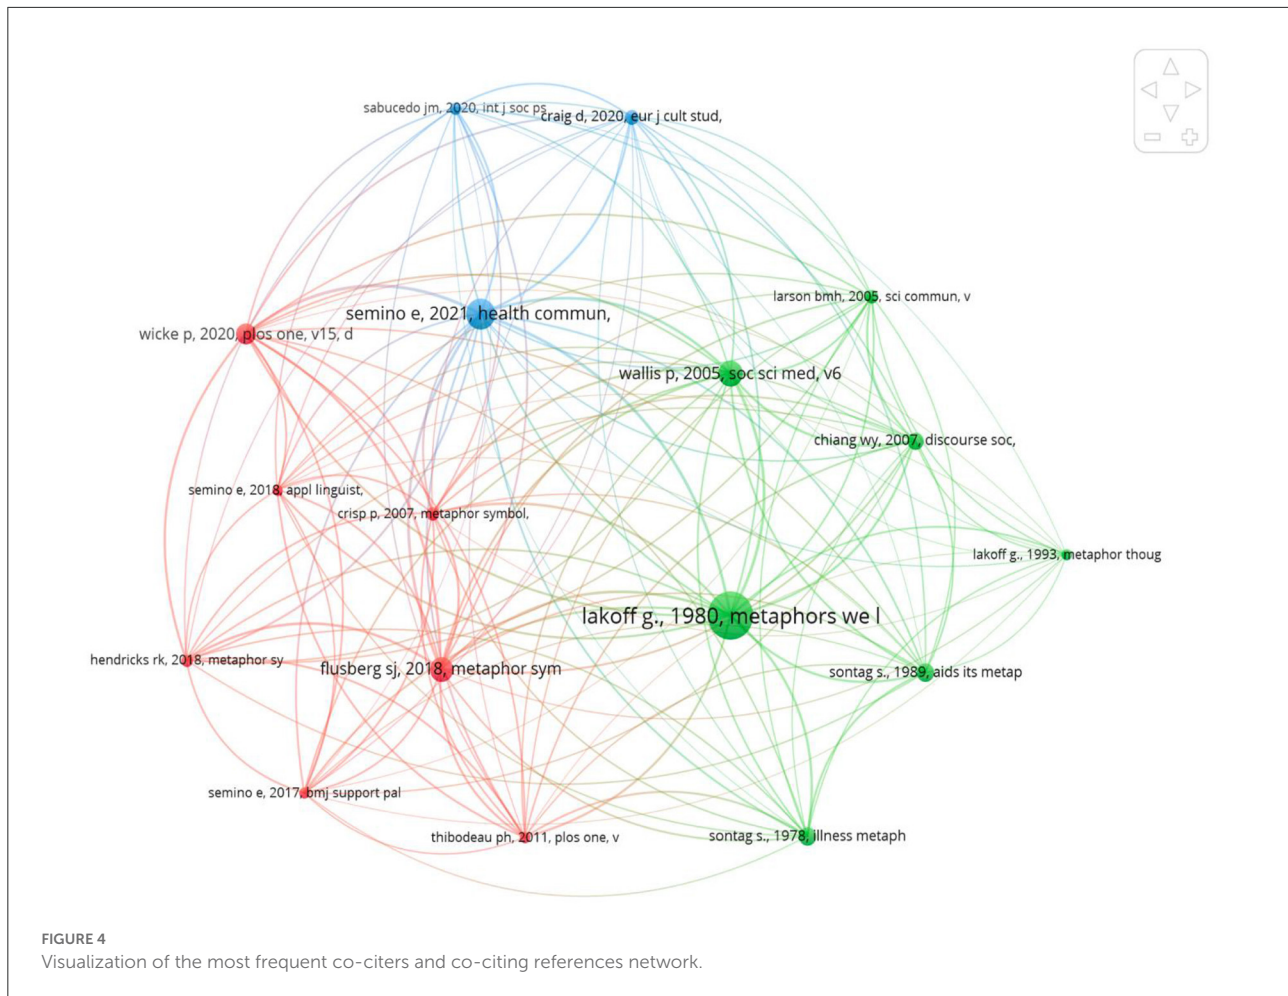 sabucedo jm, 2020, int j soc ps
craig d, 2020, eur j cult stud,
larson bmh, 2005, sci commun, v
semino e, 2021, health commun,
wicke p, 2020, plos one, v15, d
wallis p, 2005, soc sci med, v6
chiang wy, 2007, discourse soc,
semino e, 2018, appl linguist,
crisp p, 2007, metaphor symbol,
lakoff g., 1993, metaphor thoug
lakoff g., 1980, metaphors we l
hendricks rk, 2018, metaphor sy
flusberg sj, 2018, metaphor sym
sontag s., 1989, aids its metap
semino e, 2017, bmj support pal
thibodeau ph, 2011, plos one, v
sontag s., 1978, illness metaph
FIGURE 4
Visualization of the most frequent co-citers and co-citing references network.